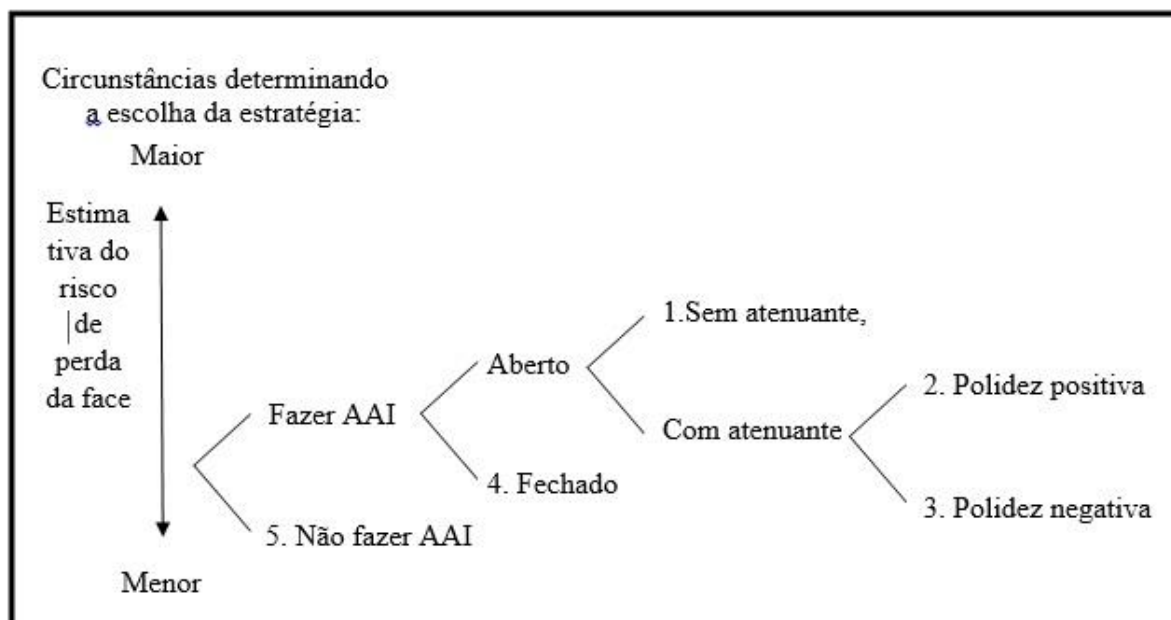 Circunstâncias determinando
a escolha da estratégia:
Maior
Estima
tiva do
risco
de
perda
da face
1.Sem atenuante,
Aberto
2. Polidez positiva
Fazer AAI
Com atenuante
4. Fechado
3. Polidez negativa
5. Não fazer AAI
Menor